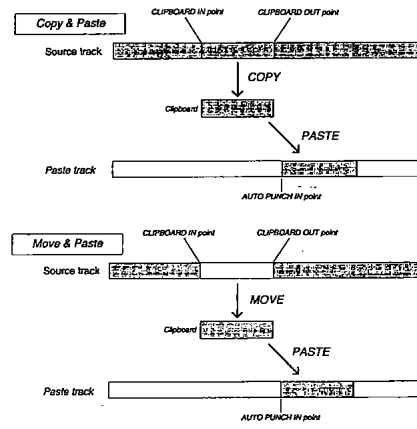 CLIPBOARD IN point CLIPBOARD OUT point
Copy & Paste
Source track
COPY
Clipboard
PASTE
Paste track
AUTO PUNCH IN point
CLIPBOARD IN point CLIPBOARD OUT point
Move & Paste
Source track
MOVE
Clipboard
PASTE
Paste track
AUTO PUNCH IN point